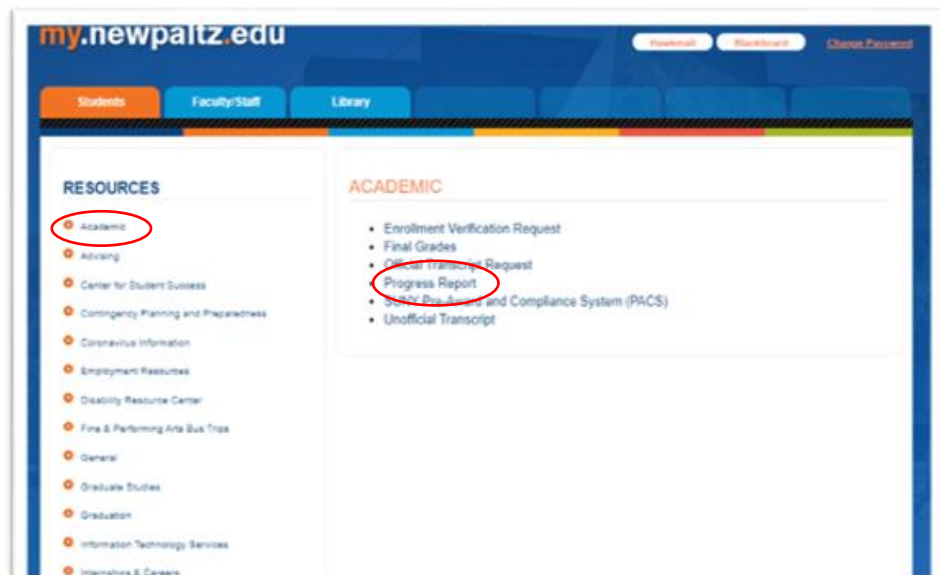 my.newpaltz.edu
Hawkmail
Blackboard
Change Password
Students
Faculty/Staff
Library
RESOURCES
Academic
Advising
Center for Student Success
Contingency Planning and Preparedness
Coronavirus Information
Employment Resources
Disability Resource Center
Fine & Performing Arts Bus Trips
General
Graduate Studies
Graduation
Information Technology Services
Internships & Careers
ACADEMIC
Enrollment Verification Request
Final Grades
Official Transcript Request
Progress Report
SUNY Pre-Award and Compliance System (PACS)
Unofficial Transcript